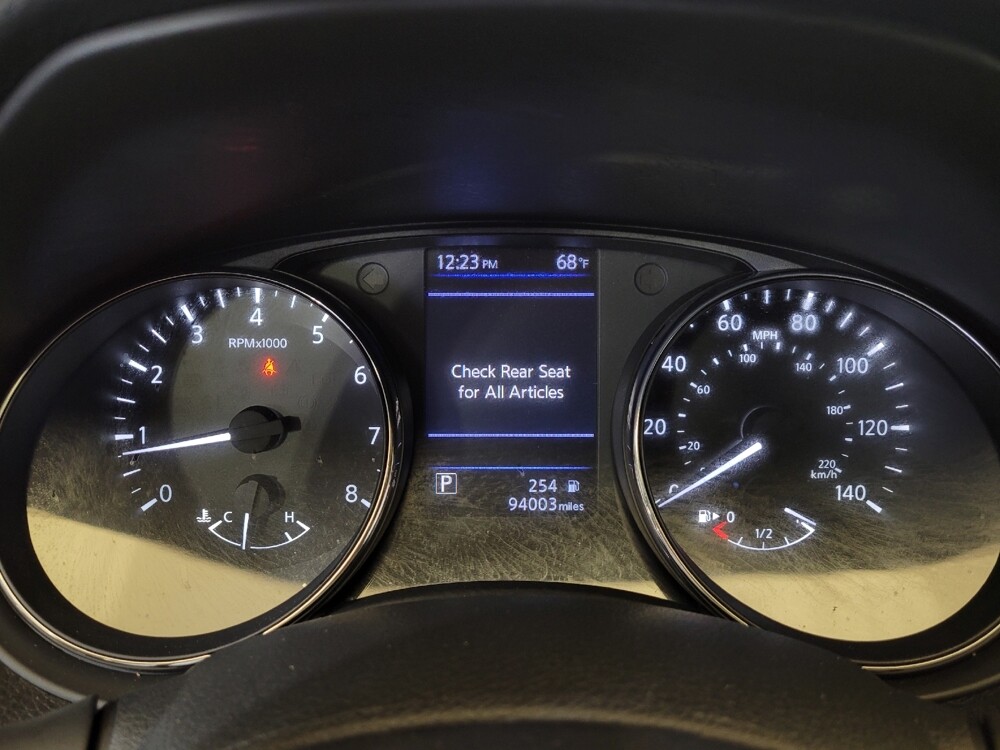 12:23 PM 68°F
Check Rear Seat
for All Articles
P
254
94003 miles
0 1 2 3 4 5 6 7 8
RPMx1000
C H
0 20 40 60 80 100 120 140
MPH
20 60 100 140 180 220
km/h
0 1/2